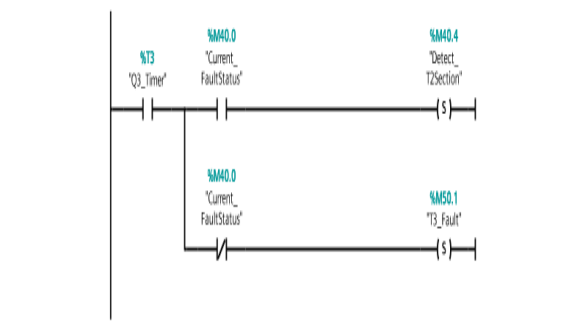 %M40.0
"Current_
FaultStatus"
%M40.4
"Detect_
T2Section"
%T3
"Q3_Timer"
S
%M40.0
"Current_
FaultStatus"
%M50.1
"T3_Fault"
S